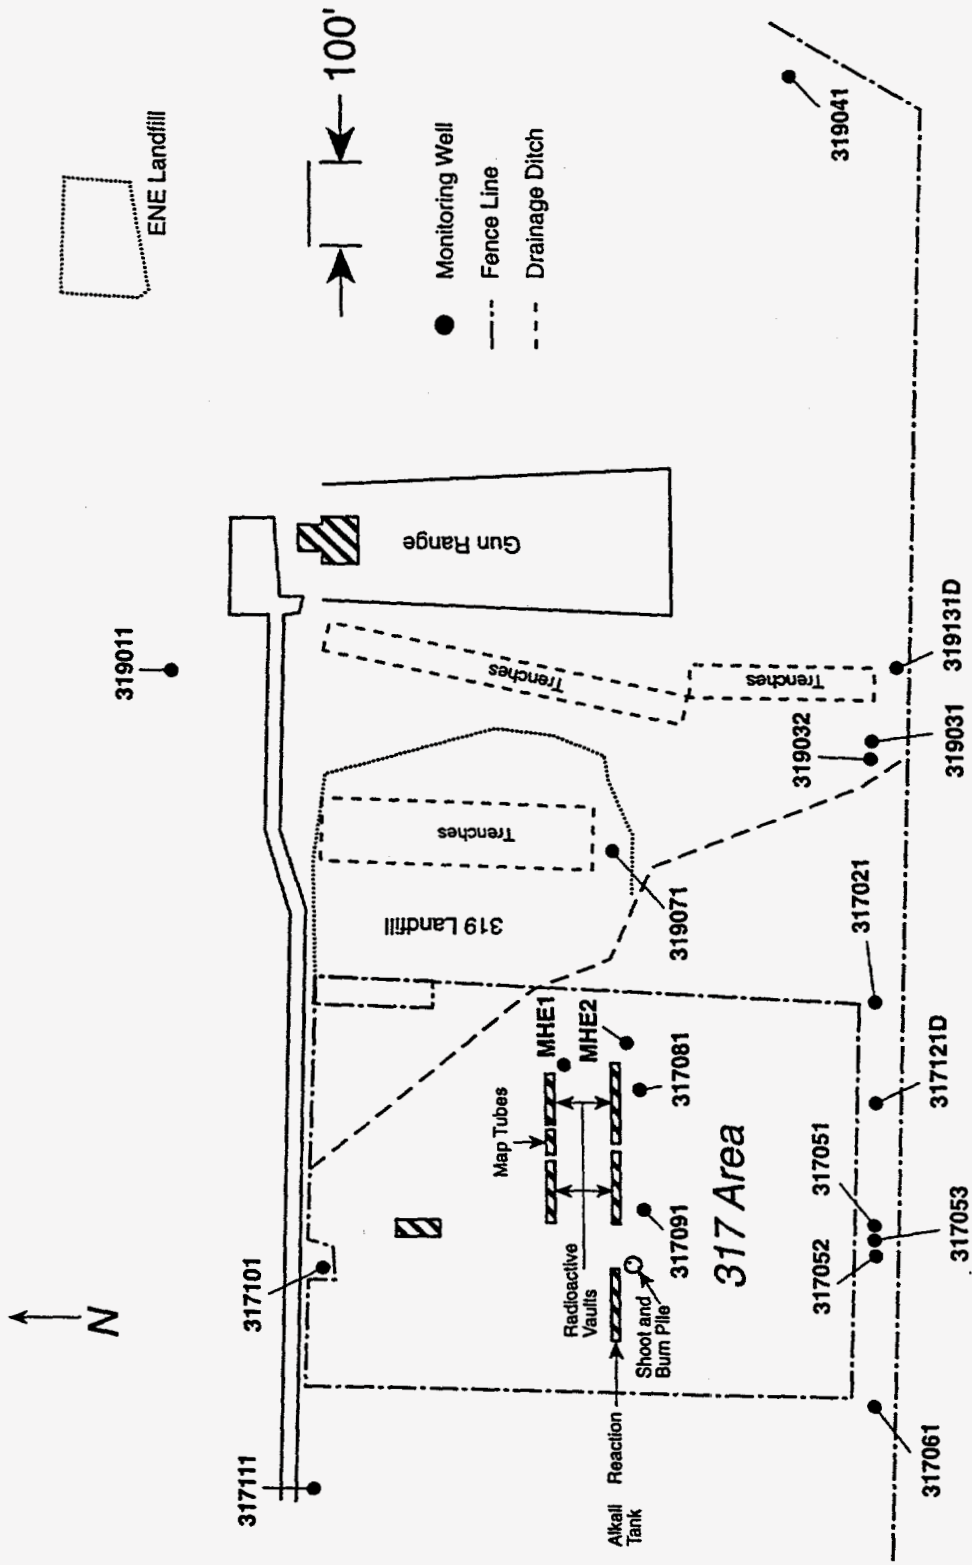 ENE Landfill
100'
Monitoring Well
Fence Line
Drainage Ditch
N
319011
319041
Gun Range
Trenches
Trenches
Trenches
319 Landfill
319071
319032
319031
319131D
317111
317101
Map Tubes
MHE1
MHE2
Radioactive
Vaults
317081
317091
Alkali Reaction
Tank
Shoot and
Burn Pile
317 Area
317021
317121D
317051
317052
317053
317061